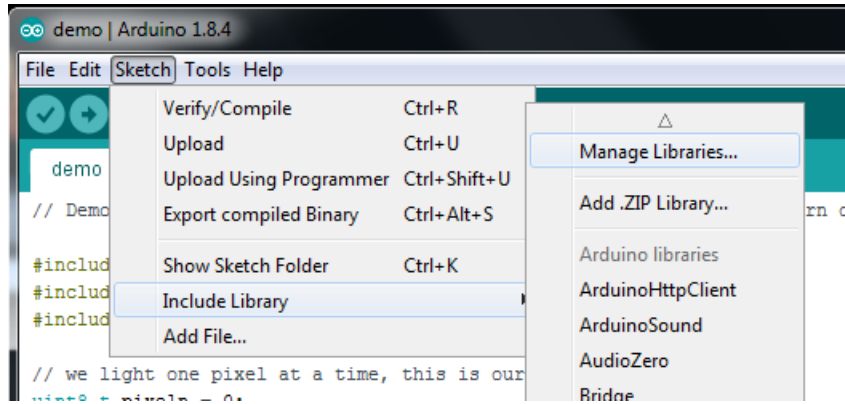 demo | Arduino 1.8.4
File Edit Sketch Tools Help
Verify/Compile Ctrl+R
Upload Ctrl+U
Upload Using Programmer Ctrl+Shift+U
Export compiled Binary Ctrl+Alt+S
Show Sketch Folder Ctrl+K
Include Library
Add File...
Manage Libraries...
Add .ZIP Library...
Arduino libraries
ArduinoHttpClient
ArduinoSound
AudioZero
Bridge
demo
// Demo
#includ
#includ
#includ
// we light one pixel at a time, this is our
uint8_t pixeln = 0;